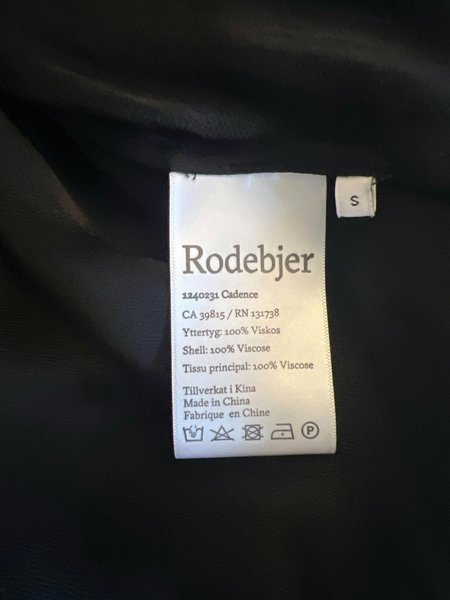 S
Rodebjer
1240231 Cadence
CA 39815 / RN 131738
Yttertyg: 100% Viskos
Shell: 100% Viscose
Tissu principal: 100% Viscose
Tillverkat i Kina
Made in China
Fabrique en Chine
P